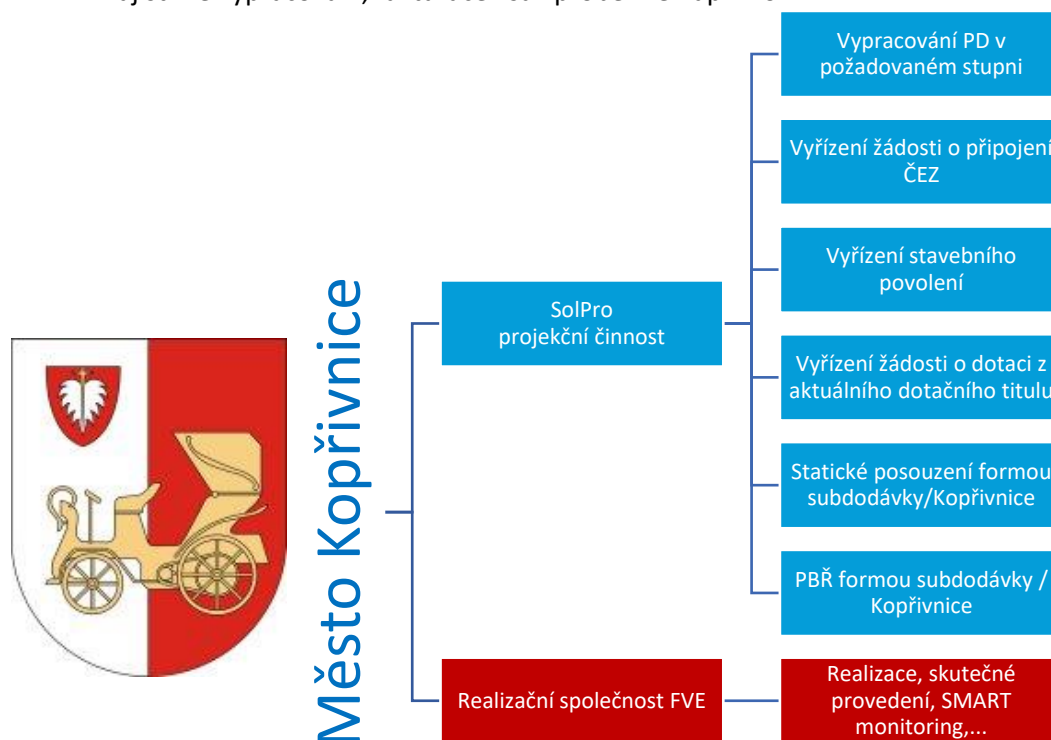 Vypracování PD v
požadovaném stupni
Vyřízení žádosti o připojení
ČEZ
Vyřízení stavebního
povolení
SolPro
projekční činnost
Vyřízení žádosti o dotaci z
aktuálního dotačního titulu
Statické posouzení formou
subdodávky/Kopřivnice
PBŘ formou subdodávky /
Kopřivnice
Město Kopřivnice
Realizační společnost FVE
Realizace, skutečné
provedení, SMART
monitoring,...